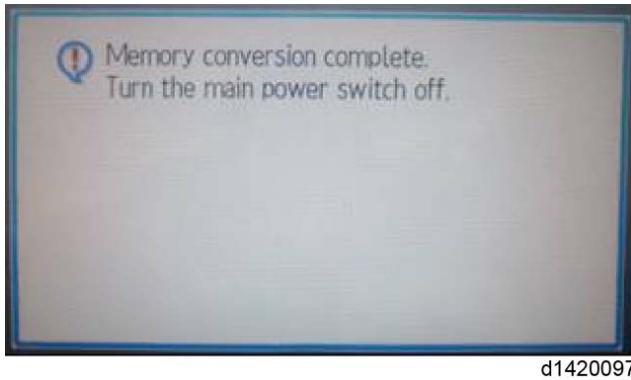 Memory conversion complete.
Turn the main power switch off.
d1420097